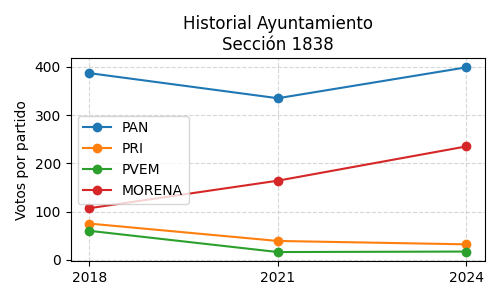 Historial Ayuntamiento
Sección 1838
Votos por partido
400
300
200
100
0
PAN
PRI
PVEM
MORENA
2018
2021
2024